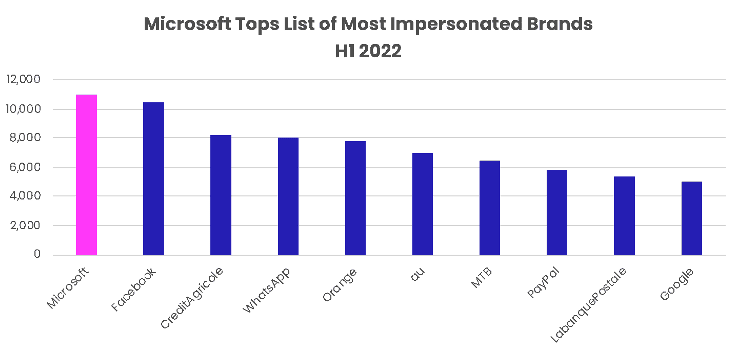 Microsoft Tops List of Most Impersonated Brands
H1 2022
12,000
10,000
8,000
6,000
4,000
2,000
0
Microsoft
Facebook
CreditAgricole
WhatsApp
Orange
au
MTB
PayPal
LabanquePostale
Google